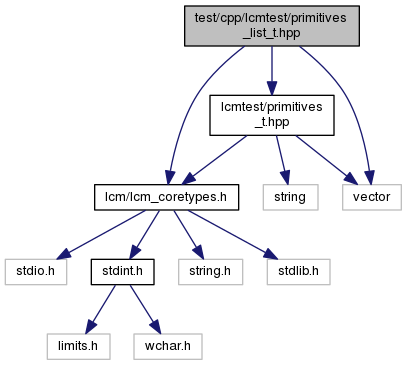 test/cpp/lcmtest/primitives
_list_t.hpp
lcmtest/primitives
_t.hpp
lcm/lcm_coretypes.h
string
vector
stdio.h
stdint.h
string.h
stdlib.h
limits.h
wchar.h